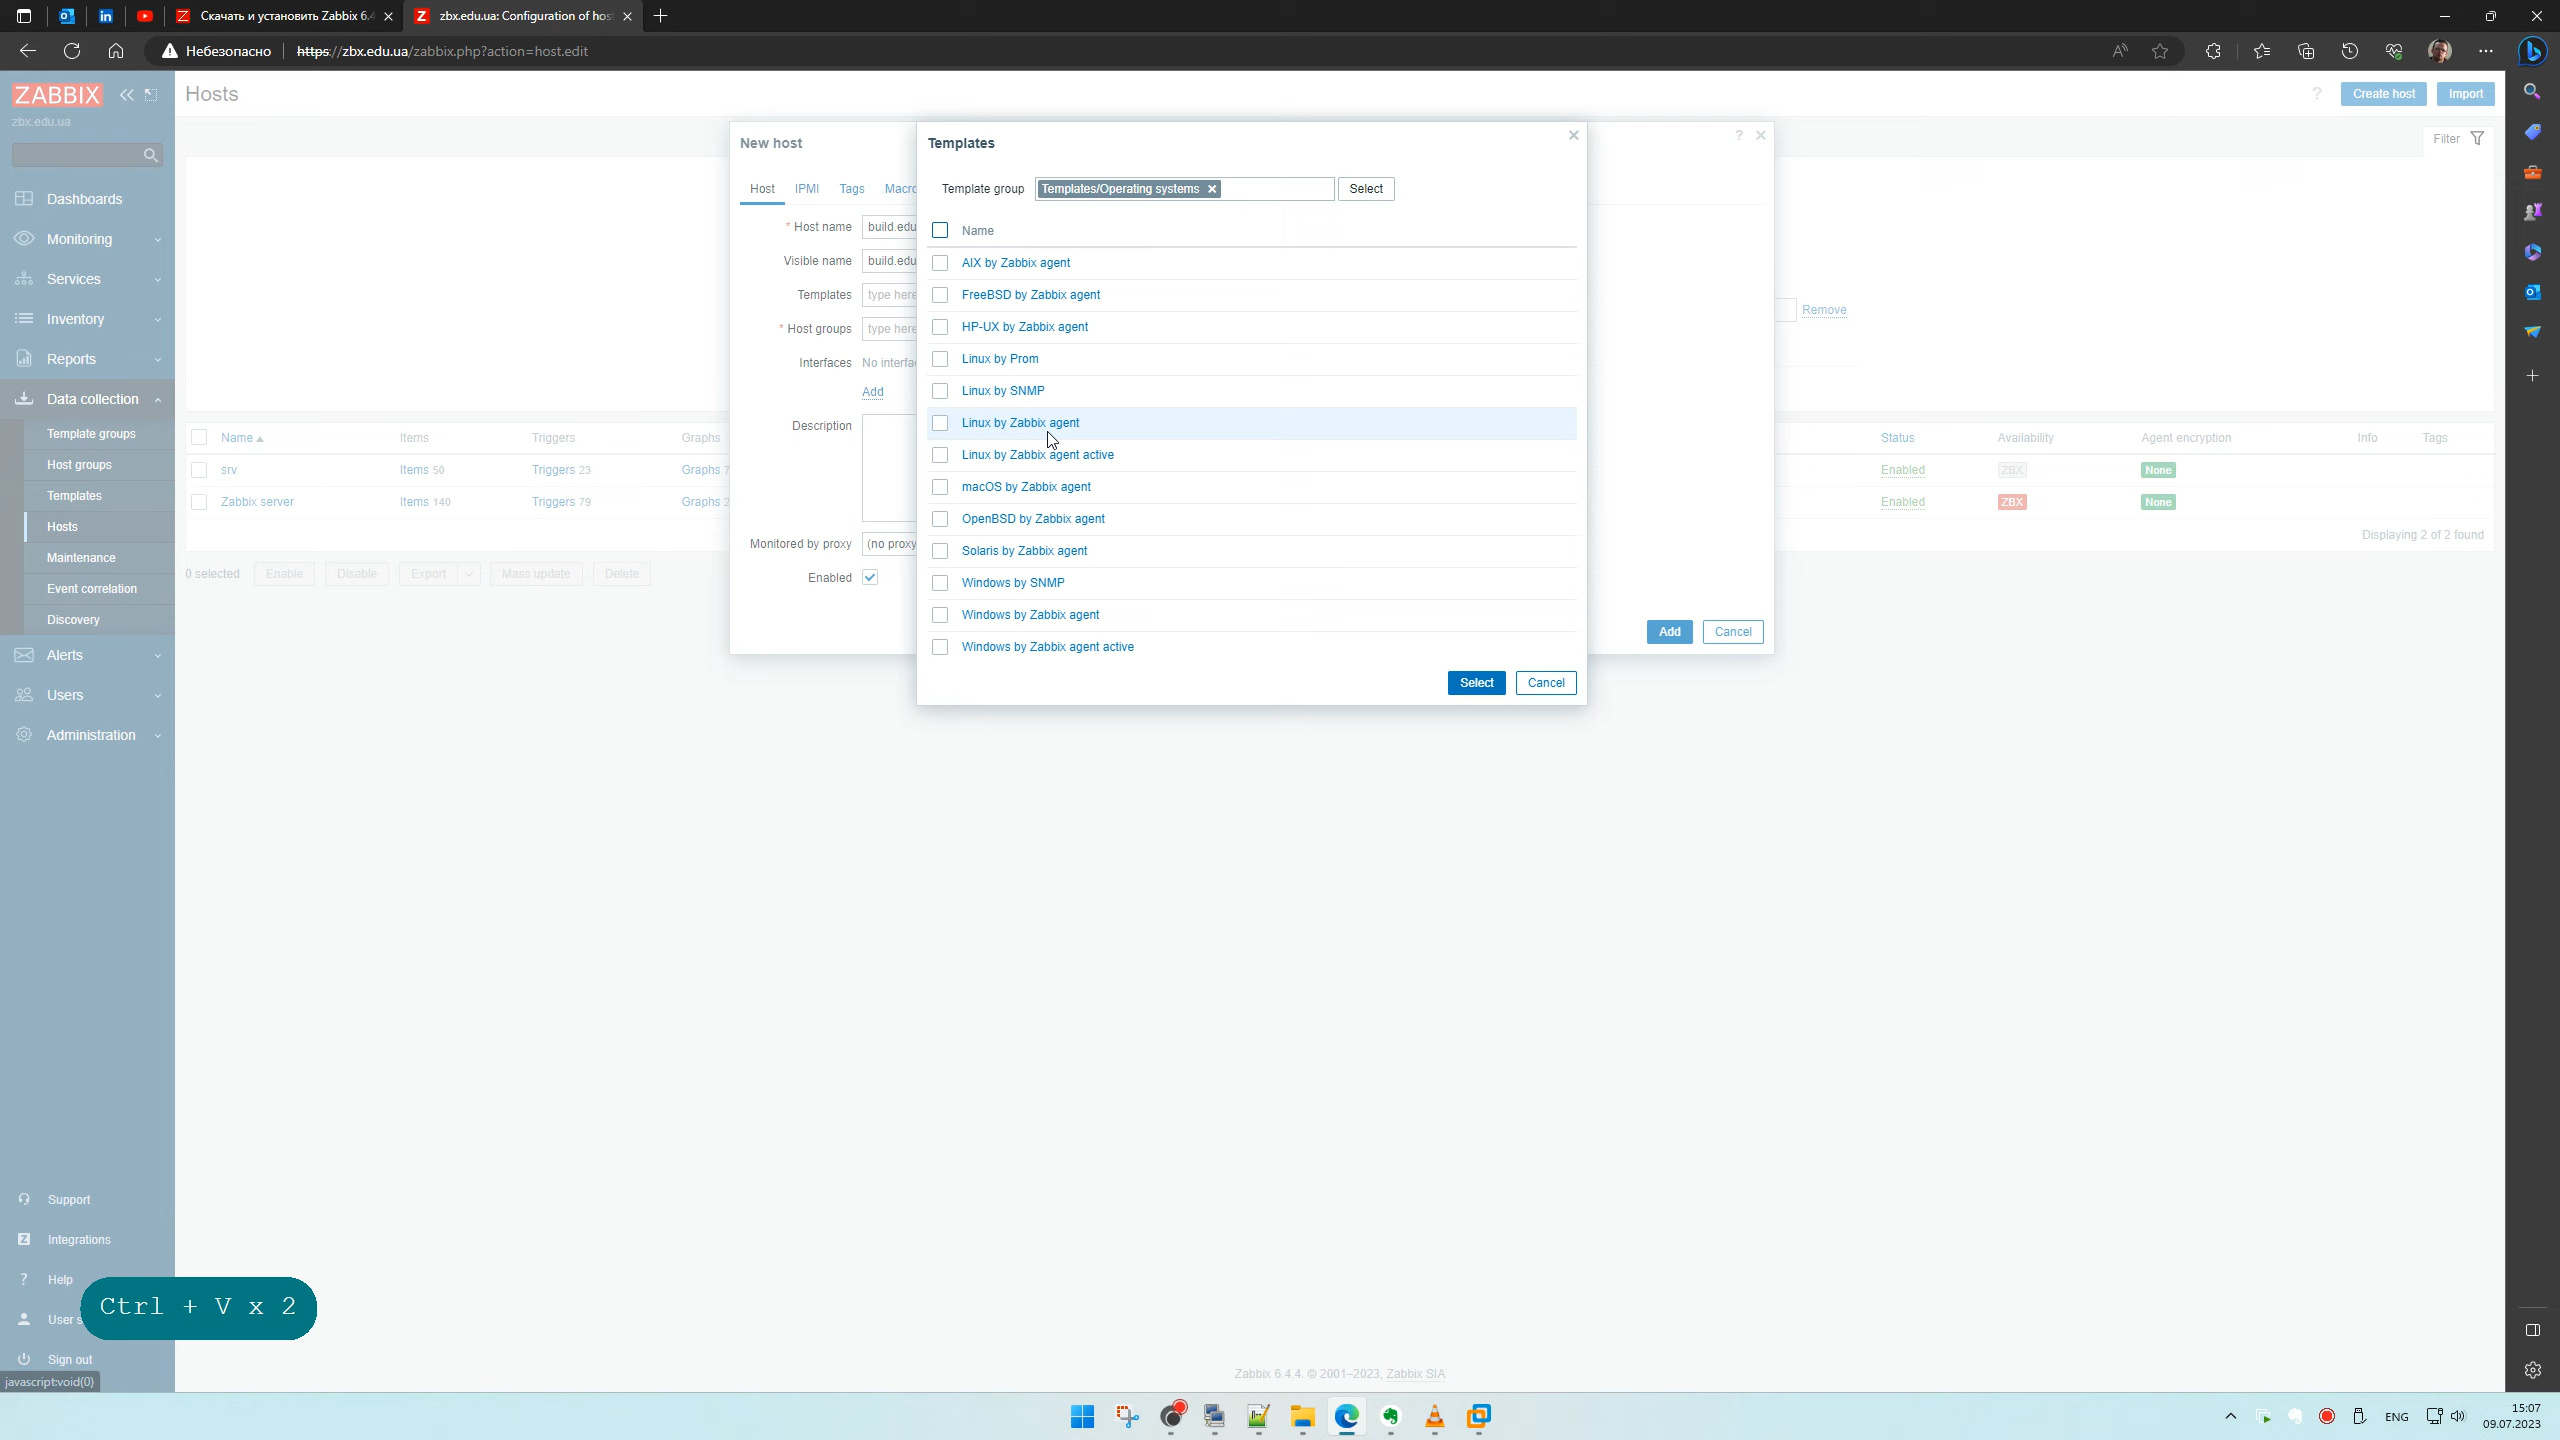 Скачать и установить Zabbix 6.4
zbx.edu.ua: Configuration of hos
Небезопасно
https://zbx.edu.ua/zabbix.php?action=host.edit
ZABBIX
zbx.edu.ua
Hosts
?
Create host
Import
Filter
Dashboards
Monitoring
Services
Inventory
Reports
Data collection
Template groups
Host groups
Templates
Hosts
Maintenance
Event correlation
Discovery
Alerts
Users
Administration
Support
Integrations
Help
User s
Sign out
javascript:void(0)
Name
Items
Triggers
Graphs
Status
Availability
Agent encryption
Info
Tags
srv
Items 50
Triggers 23
Graphs 7
Enabled
ZBX
None
Zabbix server
Items 140
Triggers 79
Graphs 2
Enabled
ZBX
None
Displaying 2 of 2 found
0 selected
Enable
Disable
Export
Mass update
Delete
Remove
New host
?
Host
IPMI
Tags
Macro
* Host name
build.edu
Visible name
build.edu
Templates
type here
* Host groups
type here
Interfaces
No interfa
Add
Description
Monitored by proxy
(no proxy
Enabled
Add
Cancel
Templates
Template group
Templates/Operating systems
Select
Name
AIX by Zabbix agent
FreeBSD by Zabbix agent
HP-UX by Zabbix agent
Linux by Prom
Linux by SNMP
Linux by Zabbix agent
Linux by Zabbix agent active
macOS by Zabbix agent
OpenBSD by Zabbix agent
Solaris by Zabbix agent
Windows by SNMP
Windows by Zabbix agent
Windows by Zabbix agent active
Select
Cancel
Ctrl + V x 2
Zabbix 6.4.4. © 2001–2023, Zabbix SIA
ENG
15:07
09.07.2023